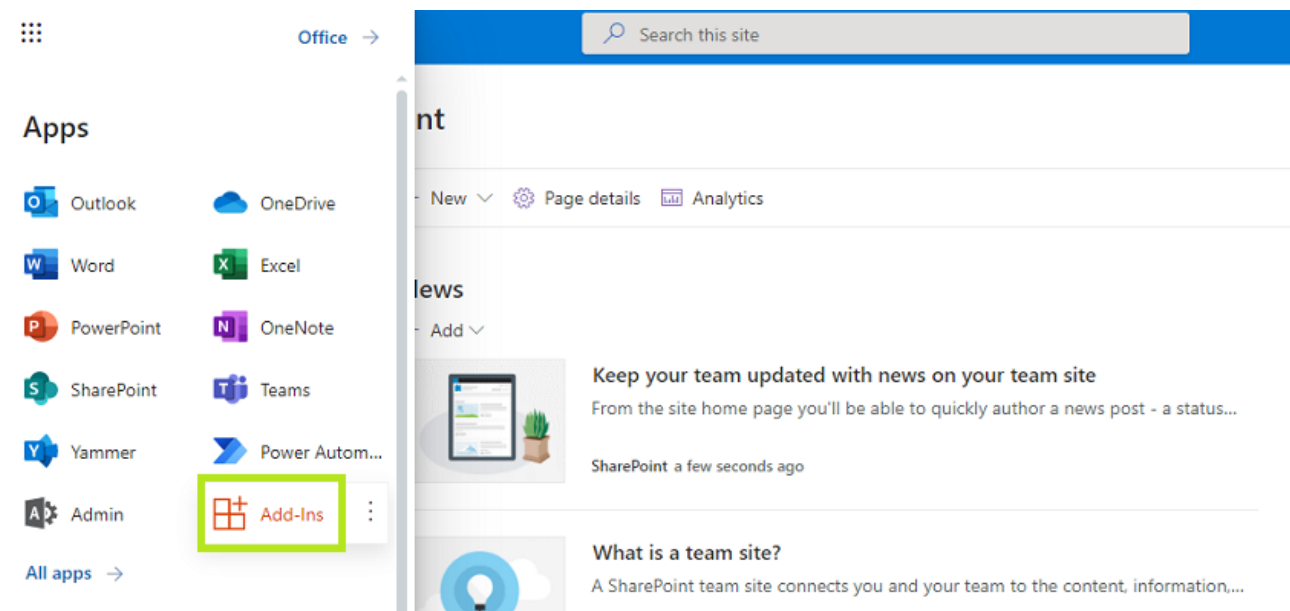 Office
Apps
Outlook
OneDrive
Word
Excel
PowerPoint
OneNote
SharePoint
Teams
Yammer
Power Autom...
Admin
Add-Ins
All apps
Search this site
nt
New
Page details
Analytics
lews
Add
Keep your team updated with news on your team site
From the site home page you'll be able to quickly author a news post - a status...
SharePoint a few seconds ago
What is a team site?
A SharePoint team site connects you and your team to the content, information,...